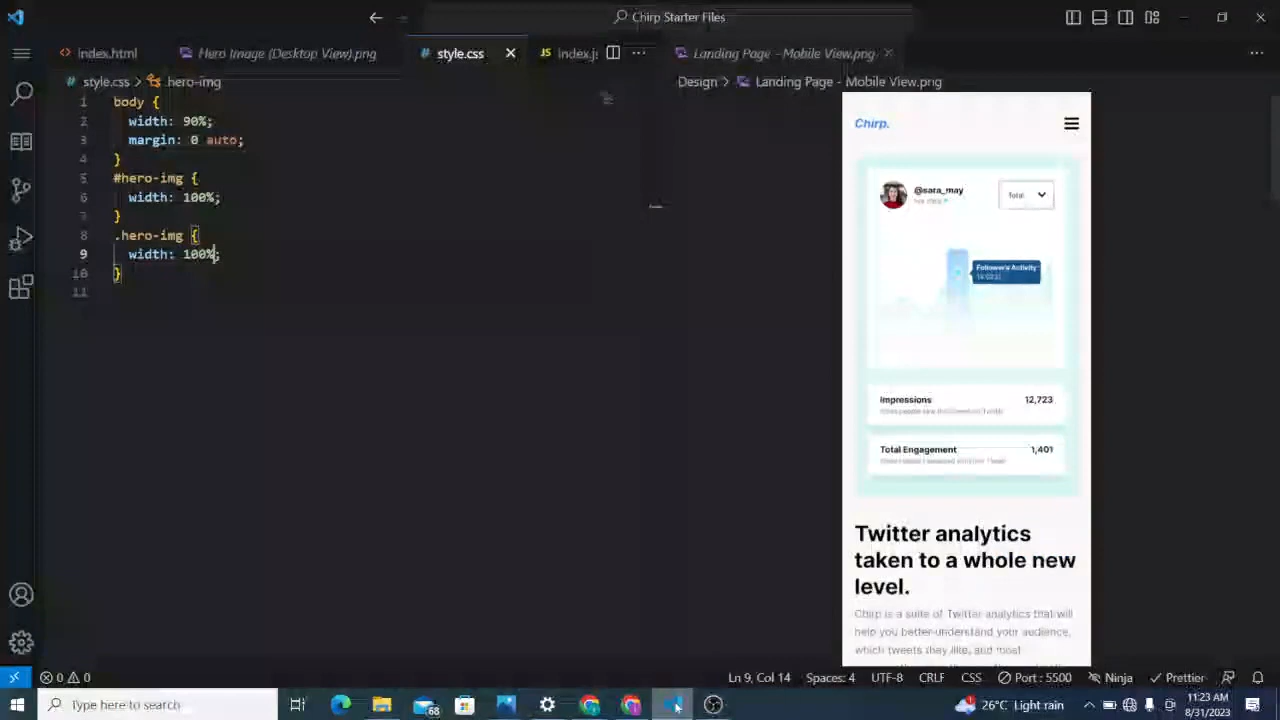 Chirp Starter Files
index.html
Hero Image (Desktop View).png
style.css
Index.j
Landing Page - Mobile View.png
style.css > .hero-img
Design > Landing Page - Mobile View.png
1 body {
2 width: 90%;
3 margin: 0 auto;
4 }
5 #hero-img {
6
7 }
8 .hero-img {
9 width: 100%;
10 }
11
Chirp.
@sara_may
Total
Follower's Activity
Impressions 12,723
Total Engagement 1,401
Twitter analytics
taken to a whole new
level.
Chirp is a suite of Twitter analytics that will
help you better understand your audience,
which tweets they like, and most
Ln 9, Col 14 Spaces: 4 UTF-8 CRLF CSS Port : 5500 Ninja Prettier
Type here to search
26°C Light rain
11:23 AM
8/31/2023